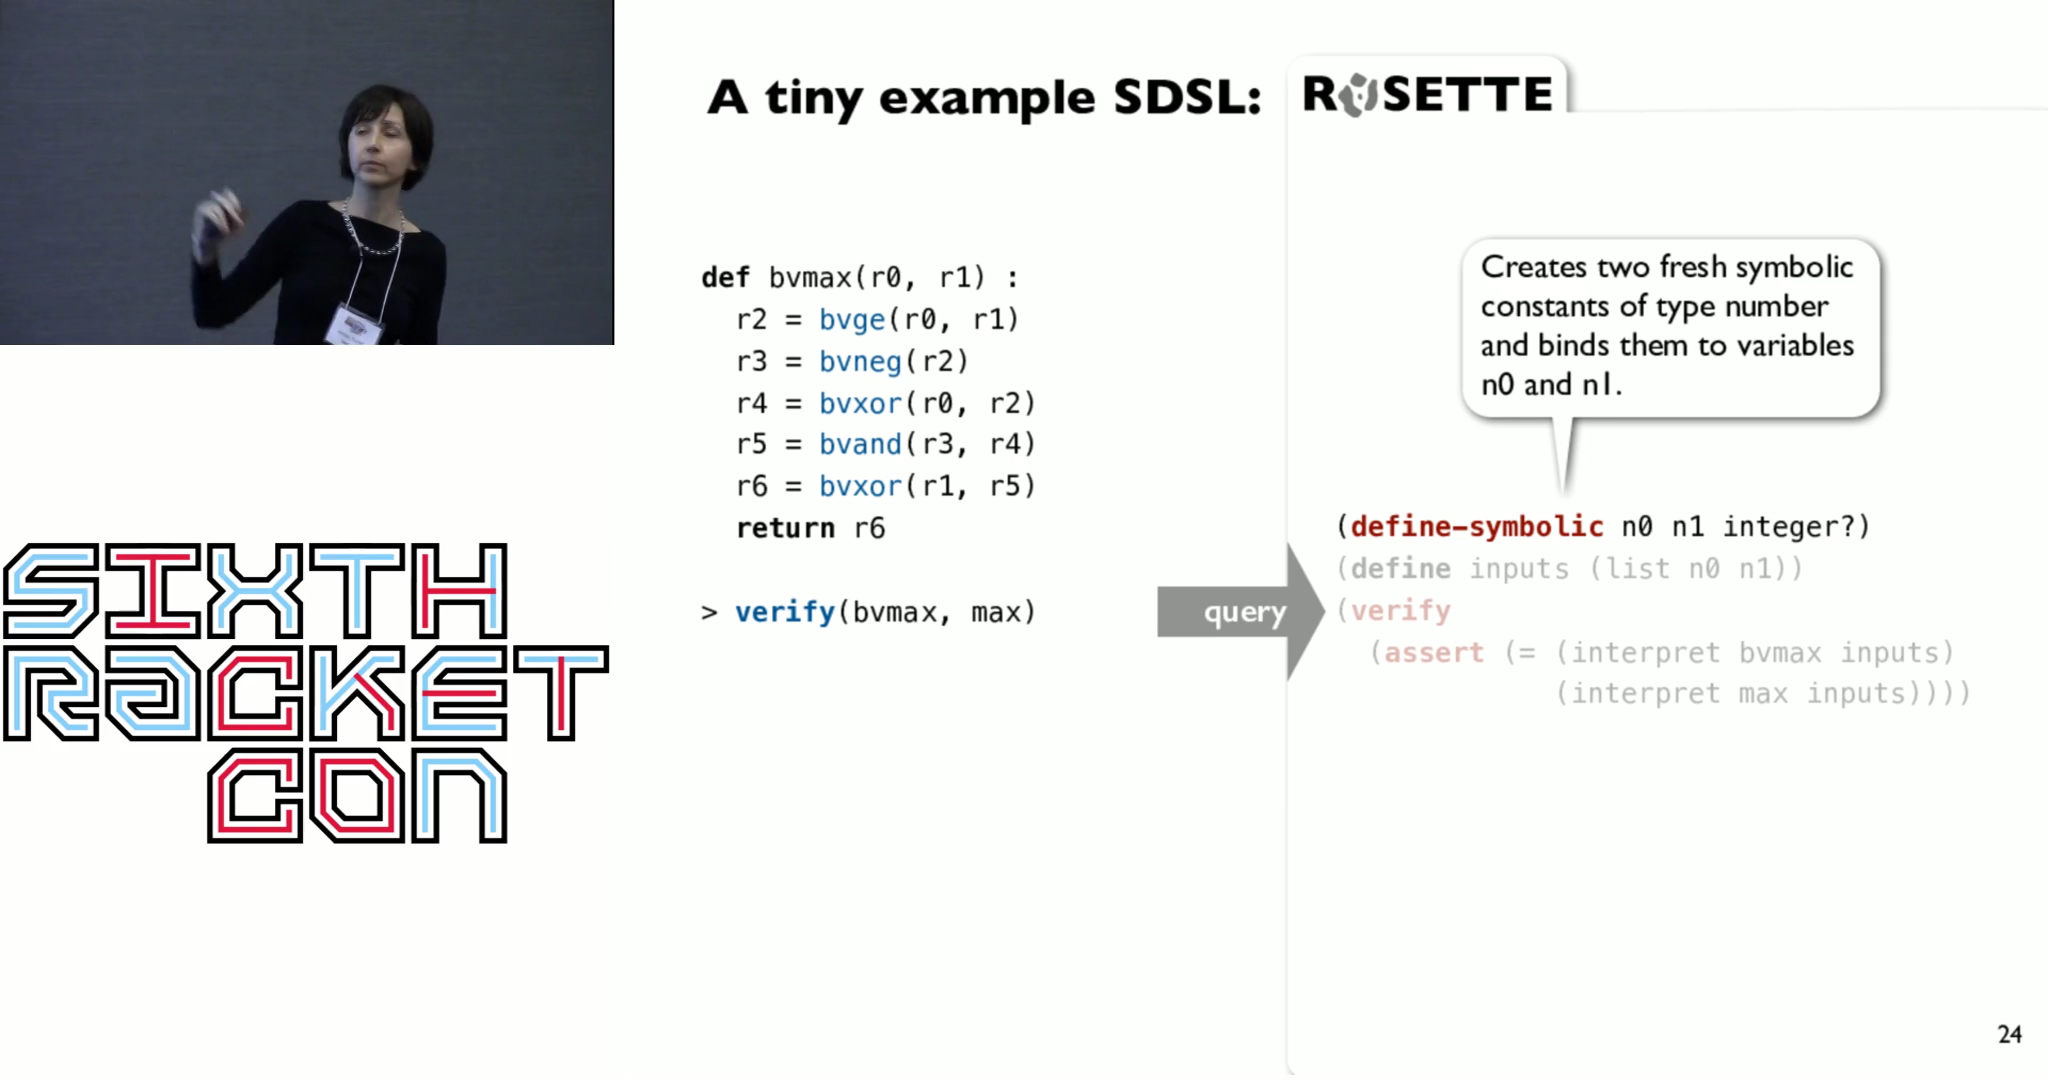 A tiny example SDSL: ROSETTE
def bvmax(r0, r1) :
r2 = bvge(r0, r1)
r3 = bvneg(r2)
r4 = bvxor(r0, r2)
r5 = bvand(r3, r4)
r6 = bvxor(r1, r5)
return r6
> verify(bvmax, max)
query
Creates two fresh symbolic
constants of type number
and binds them to variables
n0 and n1.
(define-symbolic n0 n1 integer?)
(define inputs (list n0 n1))
(verify
(assert (= (interpret bvmax inputs)
(interpret max inputs))))
SIXTH
RACKET
CON
24